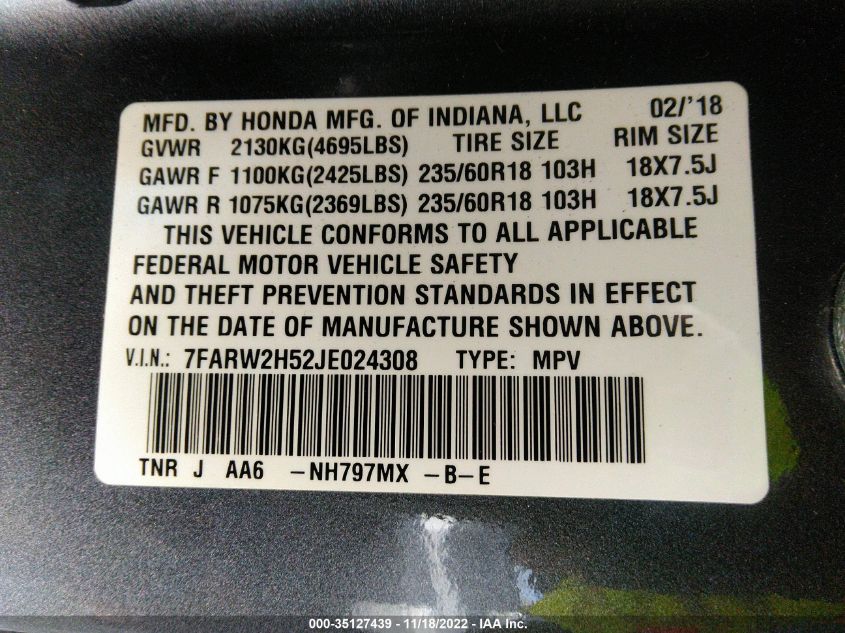 MFD. BY HONDA MFG. OF INDIANA, LLC 02/'18
GVWR 2130KG(4695LBS) TIRE SIZE RIM SIZE
GAWR F 1100KG(2425LBS) 235/60R18 103H 18X7.5J
GAWR R 1075KG(2369LBS) 235/60R18 103H 18X7.5J
THIS VEHICLE CONFORMS TO ALL APPLICABLE
FEDERAL MOTOR VEHICLE SAFETY
AND THEFT PREVENTION STANDARDS IN EFFECT
ON THE DATE OF MANUFACTURE SHOWN ABOVE.
V.I.N.: 7FARW2H52JE024308 TYPE: MPV
TNR J AA6 -NH797MX -B-E
000-35127439 - 11/18/2022 - IAA Inc.